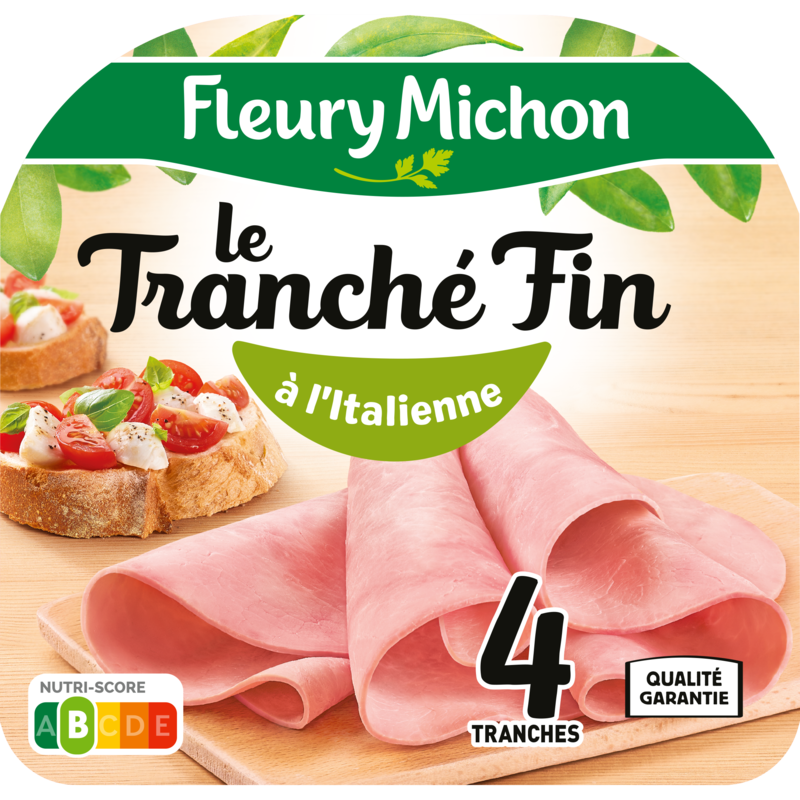 Fleury Michon
le
Tranché Fin
à l'Italienne
4
TRANCHES
QUALITÉ
GARANTIE
NUTRI-SCORE
A B C D E